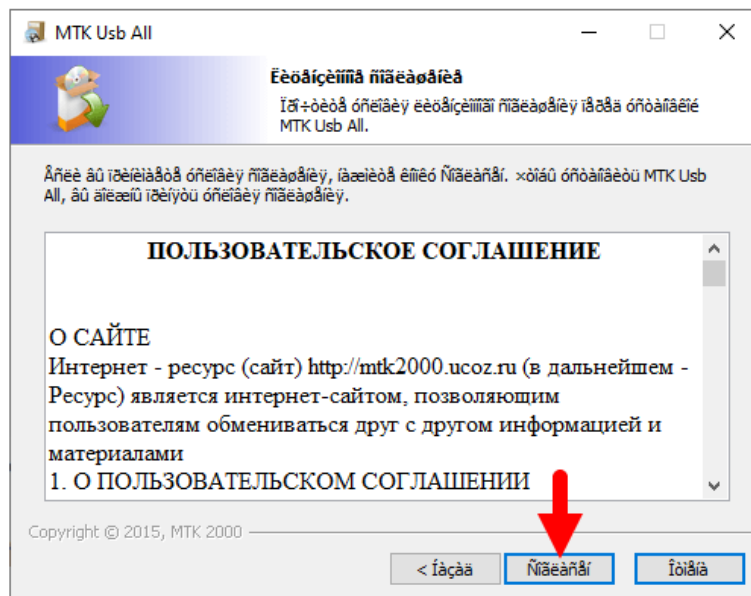 MTK Usb All
Ëèöåíçèîííîå ñîãëàøåíèå
Ïðî÷òèòå óñëîâèÿ ëèöåíçèîííîãî ñîãëàøåíèÿ ïåðåä óñòàíîâêîé
MTK Usb All.
Åñëè âû ïðèíèìàåòå óñëîâèÿ ñîãëàøåíèÿ, íàæìèòå êíîïêó Ñîãëàñåí. ×òîáû óñòàíîâèòü MTK Usb
All, âû äîëæíû ïðèíÿòü óñëîâèÿ ñîãëàøåíèÿ.
ПОЛЬЗОВАТЕЛЬСКОЕ СОГЛАШЕНИЕ
О САЙТЕ
Интернет - ресурс (сайт) http://mtk2000.ucoz.ru (в дальнейшем -
Ресурс) является интернет-сайтом, позволяющим
пользователям обмениваться друг с другом информацией и
материалами
1. О ПОЛЬЗОВАТЕЛЬСКОМ СОГЛАШЕНИИ
Copyright © 2015, MTK 2000
< Íàçàä
Ñîãëàñåí
Îòìåíà